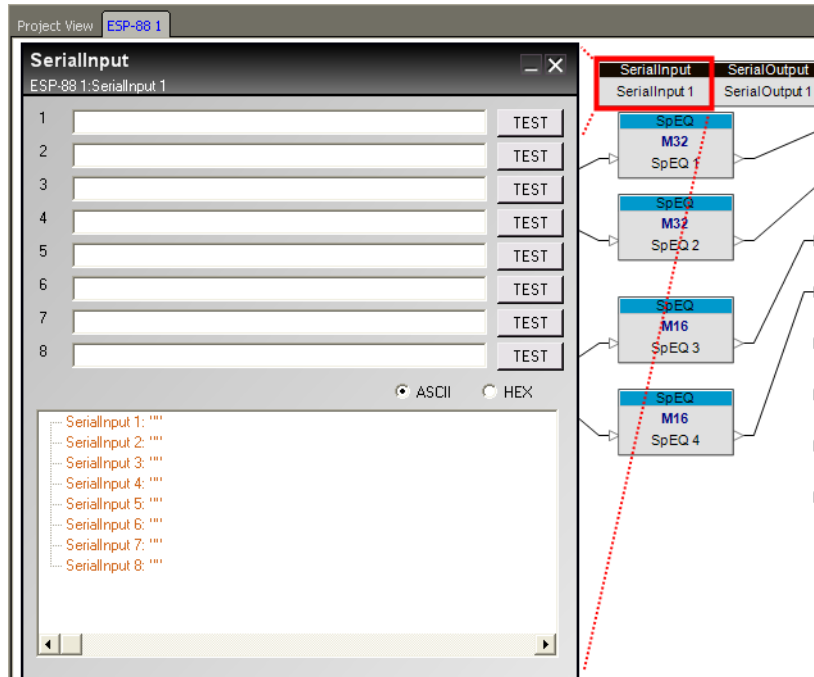 Project View ESP-88 1
SerialInput
ESP-88 1:SerialInput 1
1 TEST
2 TEST
3 TEST
4 TEST
5 TEST
6 TEST
7 TEST
8 TEST
ASCII HEX
SerialInput 1: ""
SerialInput 2: ""
SerialInput 3: ""
SerialInput 4: ""
SerialInput 5: ""
SerialInput 6: ""
SerialInput 7: ""
SerialInput 8: ""
SerialInput SerialOutput
SerialInput 1 SerialOutput 1
SpEQ
M32
SpEQ 1
SpEQ
M32
SpEQ 2
SpEQ
M16
SpEQ 3
SpEQ
M16
SpEQ 4